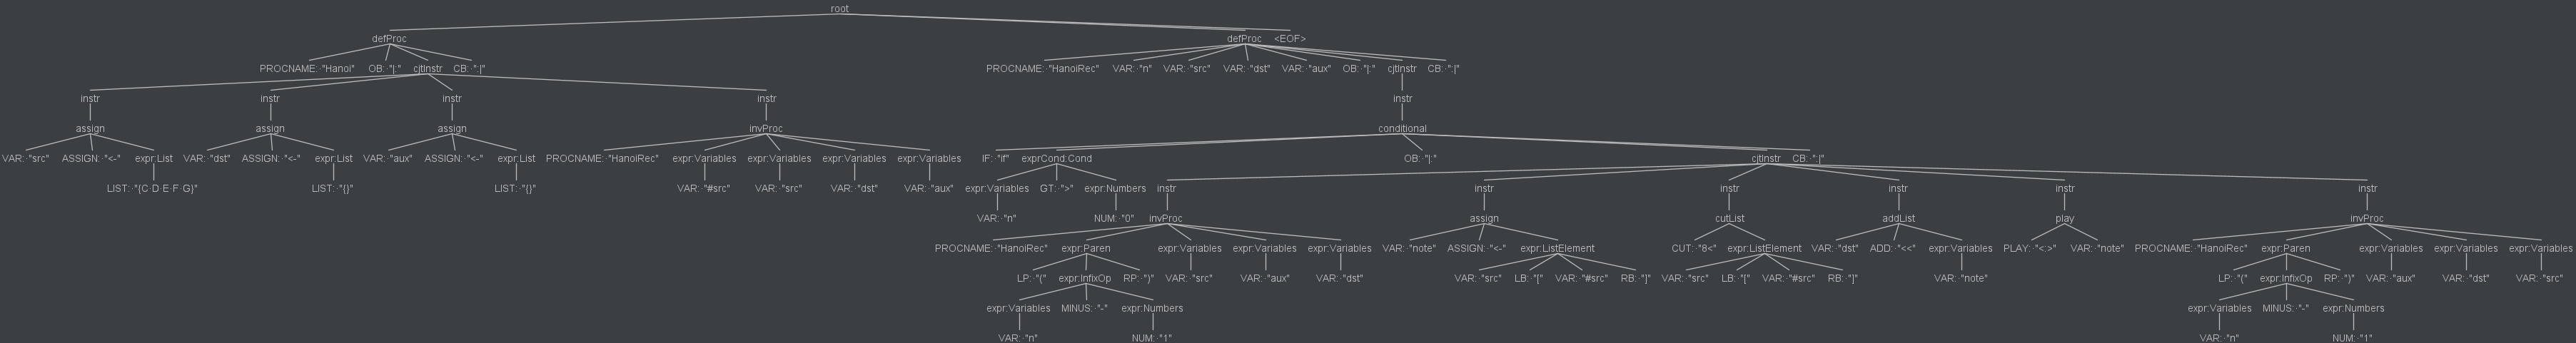 root
defProc defProc <EOF>
PROCNAME:·"Hanoi" OB:·"|:" cjtInstr CB:·":|" PROCNAME:·"HanoiRec" VAR:·"n" VAR:·"src" VAR:·"dst" VAR:·"aux" OB:·"|:" cjtInstr CB:·":|"
instr instr instr instr instr
assign assign assign invProc conditional
VAR:·"src" ASSIGN:·"<-" expr:List VAR:·"dst" ASSIGN:·"<-" expr:List VAR:·"aux" ASSIGN:·"<-" expr:List PROCNAME:·"HanoiRec" expr:Variables expr:Variables expr:Variables expr:Variables IF:·"if" exprCond:Cond OB:·"|:" cjtInstr CB:·":|"
LIST:·"{C·D·E·F·G}" LIST:·"{}" LIST:·"{}" VAR:·"#src" VAR:·"src" VAR:·"dst" VAR:·"aux" expr:Variables GT:·">" expr:Numbers instr instr instr instr instr instr
VAR:·"n" NUM:·"0" invProc assign cutList addList play invProc
PROCNAME:·"HanoiRec" expr:Paren expr:Variables expr:Variables expr:Variables VAR:·"note" ASSIGN:·"<-" expr:ListElement CUT:·"8<" expr:ListElement VAR:·"dst" ADD:·"<<" expr:Variables PLAY:·"<:>" VAR:·"note" PROCNAME:·"HanoiRec" expr:Paren expr:Variables expr:Variables expr:Variables
LP:·"(" expr:InfixOp RP:·")" VAR:·"src" VAR:·"aux" VAR:·"dst" VAR:·"src" LB:·"[" VAR:·"#src" RB:·"]" VAR:·"src" LB:·"[" VAR:·"#src" RB:·"]" VAR:·"note" LP:·"(" expr:InfixOp RP:·")" VAR:·"aux" VAR:·"dst" VAR:·"src"
expr:Variables MINUS:·"-" expr:Numbers expr:Variables MINUS:·"-" expr:Numbers
VAR:·"n" NUM:·"1" VAR:·"n" NUM:·"1"